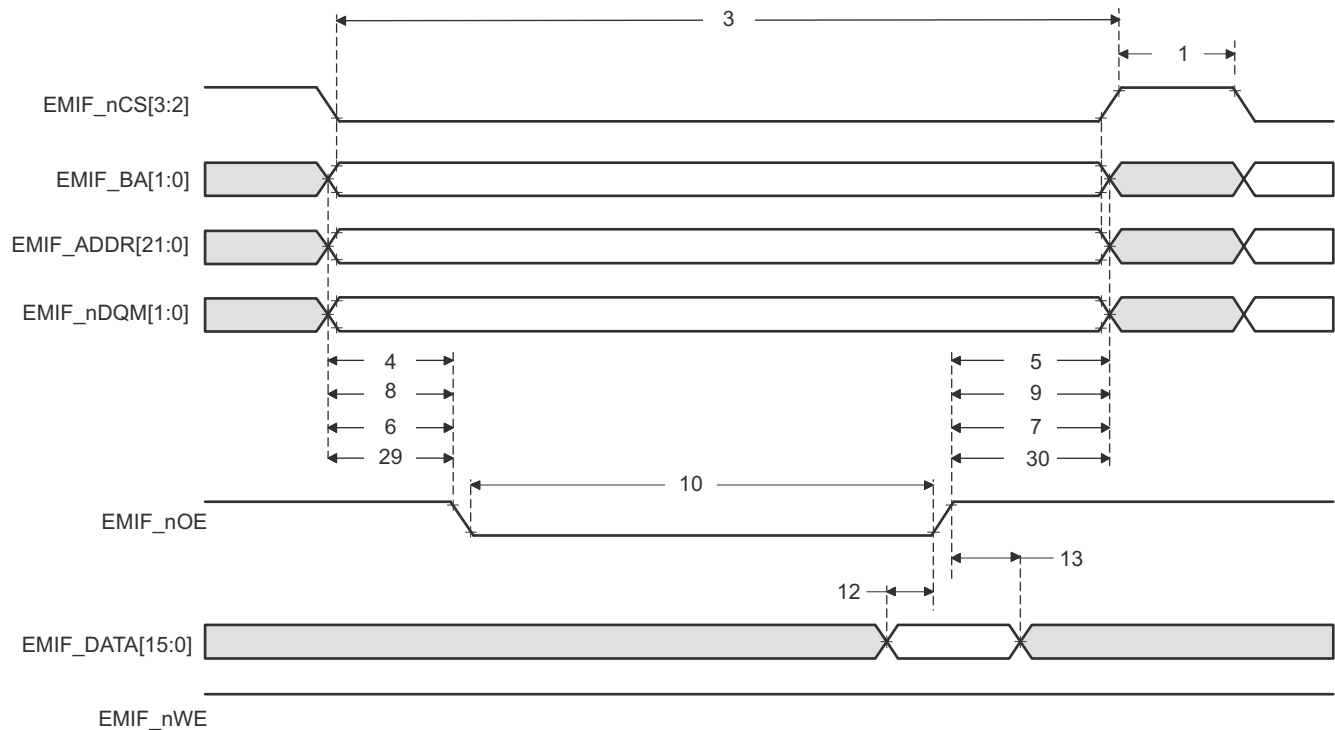 3
1
EMIF_nCS[3:2]
EMIF_BA[1:0]
EMIF_ADDR[21:0]
EMIF_nDQM[1:0]
4
5
8
9
6
7
29
30
10
EMIF_nOE
13
12
EMIF_DATA[15:0]
EMIF_nWE